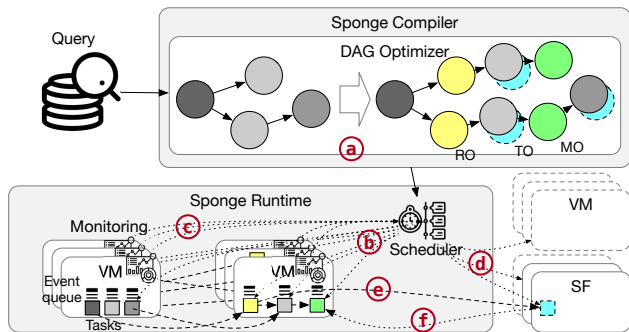 Sponge Compiler
Query
DAG Optimizer
a
RO
TO
MO
Sponge Runtime
Monitoring
c
Scheduler
b
d
VM
VM
VM
Event
queue
e
SF
f
Tasks